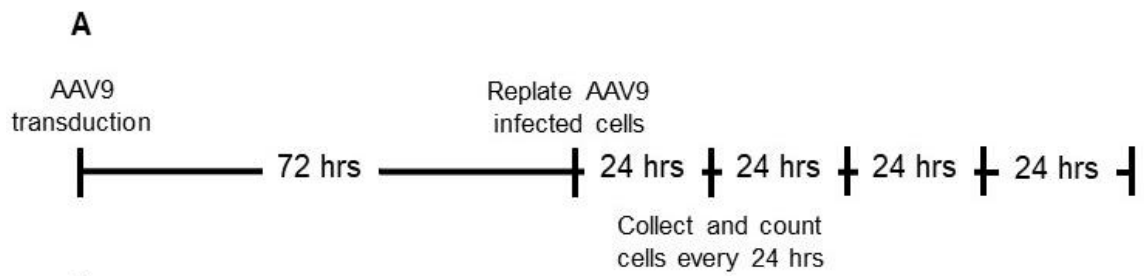 A
AAV9
transduction
Replate AAV9
infected cells
72 hrs
24 hrs
24 hrs
24 hrs
24 hrs
Collect and count
cells every 24 hrs